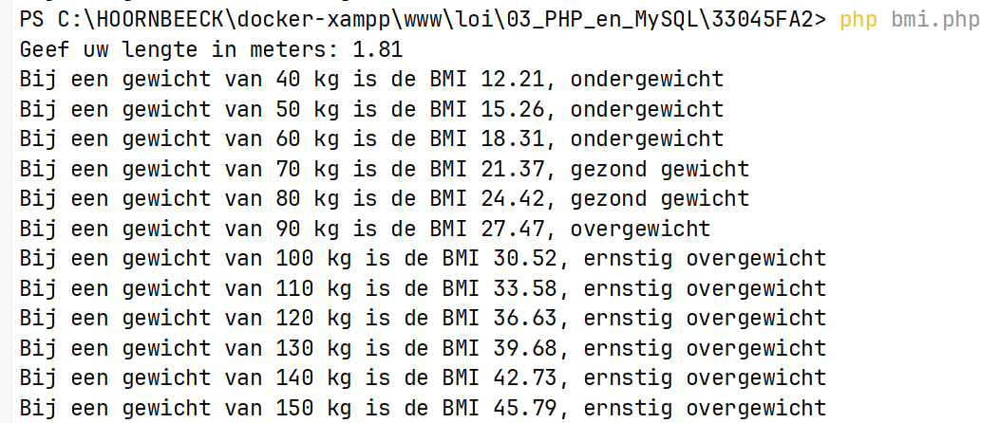 PS C:\HOORNBEECK\docker-xampp\www\loi\03_PHP_en_MySQL\33045FA2> php bmi.php
Geef uw lengte in meters: 1.81
Bij een gewicht van 40 kg is de BMI 12.21, ondergewicht
Bij een gewicht van 50 kg is de BMI 15.26, ondergewicht
Bij een gewicht van 60 kg is de BMI 18.31, ondergewicht
Bij een gewicht van 70 kg is de BMI 21.37, gezond gewicht
Bij een gewicht van 80 kg is de BMI 24.42, gezond gewicht
Bij een gewicht van 90 kg is de BMI 27.47, overgewicht
Bij een gewicht van 100 kg is de BMI 30.52, ernstig overgewicht
Bij een gewicht van 110 kg is de BMI 33.58, ernstig overgewicht
Bij een gewicht van 120 kg is de BMI 36.63, ernstig overgewicht
Bij een gewicht van 130 kg is de BMI 39.68, ernstig overgewicht
Bij een gewicht van 140 kg is de BMI 42.73, ernstig overgewicht
Bij een gewicht van 150 kg is de BMI 45.79, ernstig overgewicht